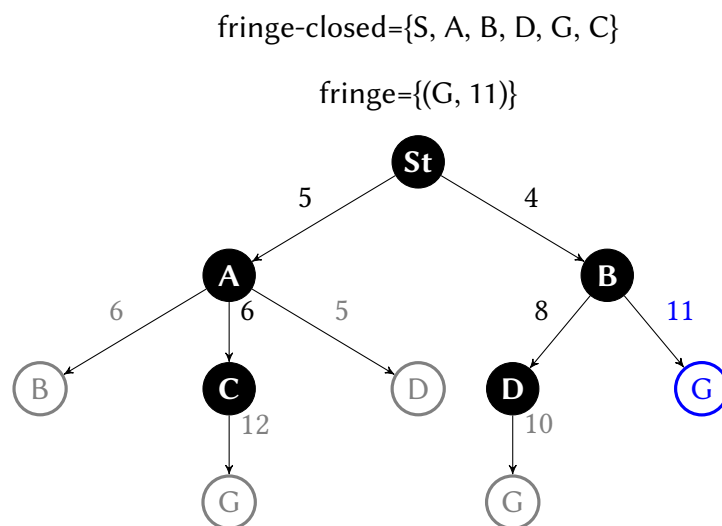 fringe-closed={S, A, B, D, G, C}
fringe={(G, 11)}
St
5 4
A B
6 6 5 8 11
B C D D G
12 10
G G